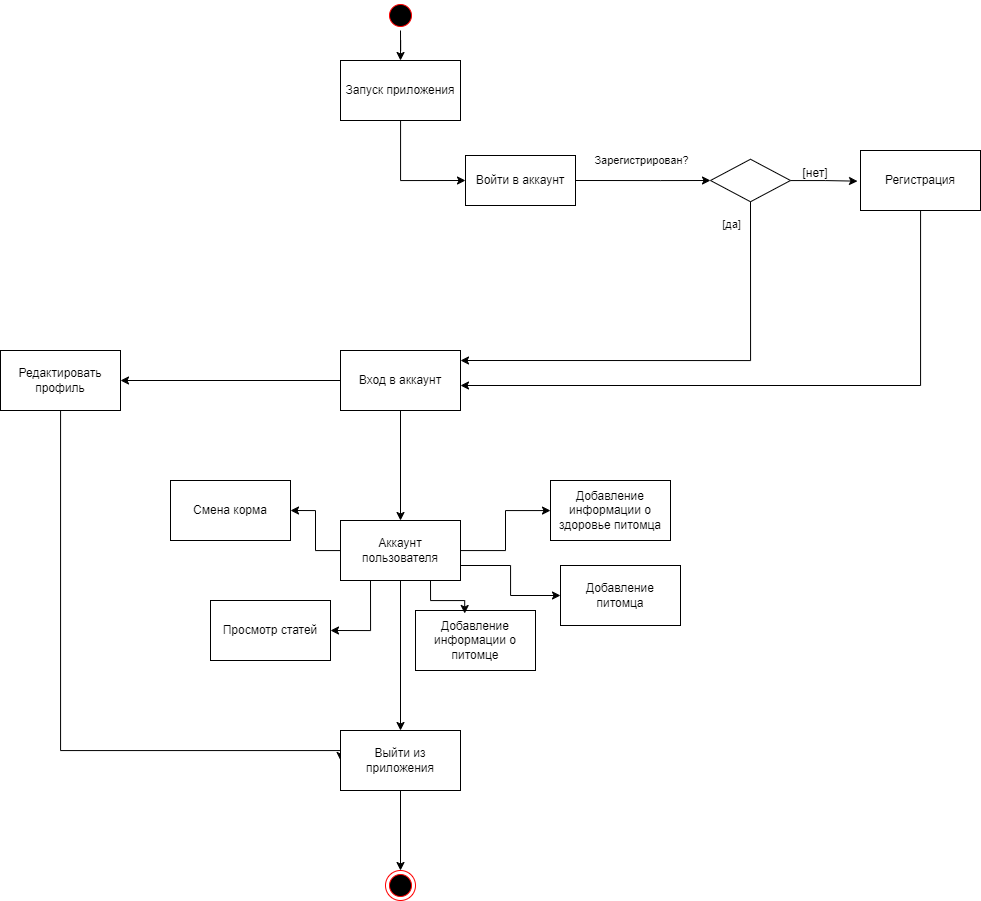 Запуск приложения
Зарегистрирован?
Войти в аккаунт
[нет]
Регистрация
[да]
Редактировать
профиль
Вход в аккаунт
Смена корма
Добавление
информации о
здоровье питомца
Аккаунт
пользователя
Добавление
питомца
Просмотр статей
Добавление
информации о
питомце
Выйти из
приложения